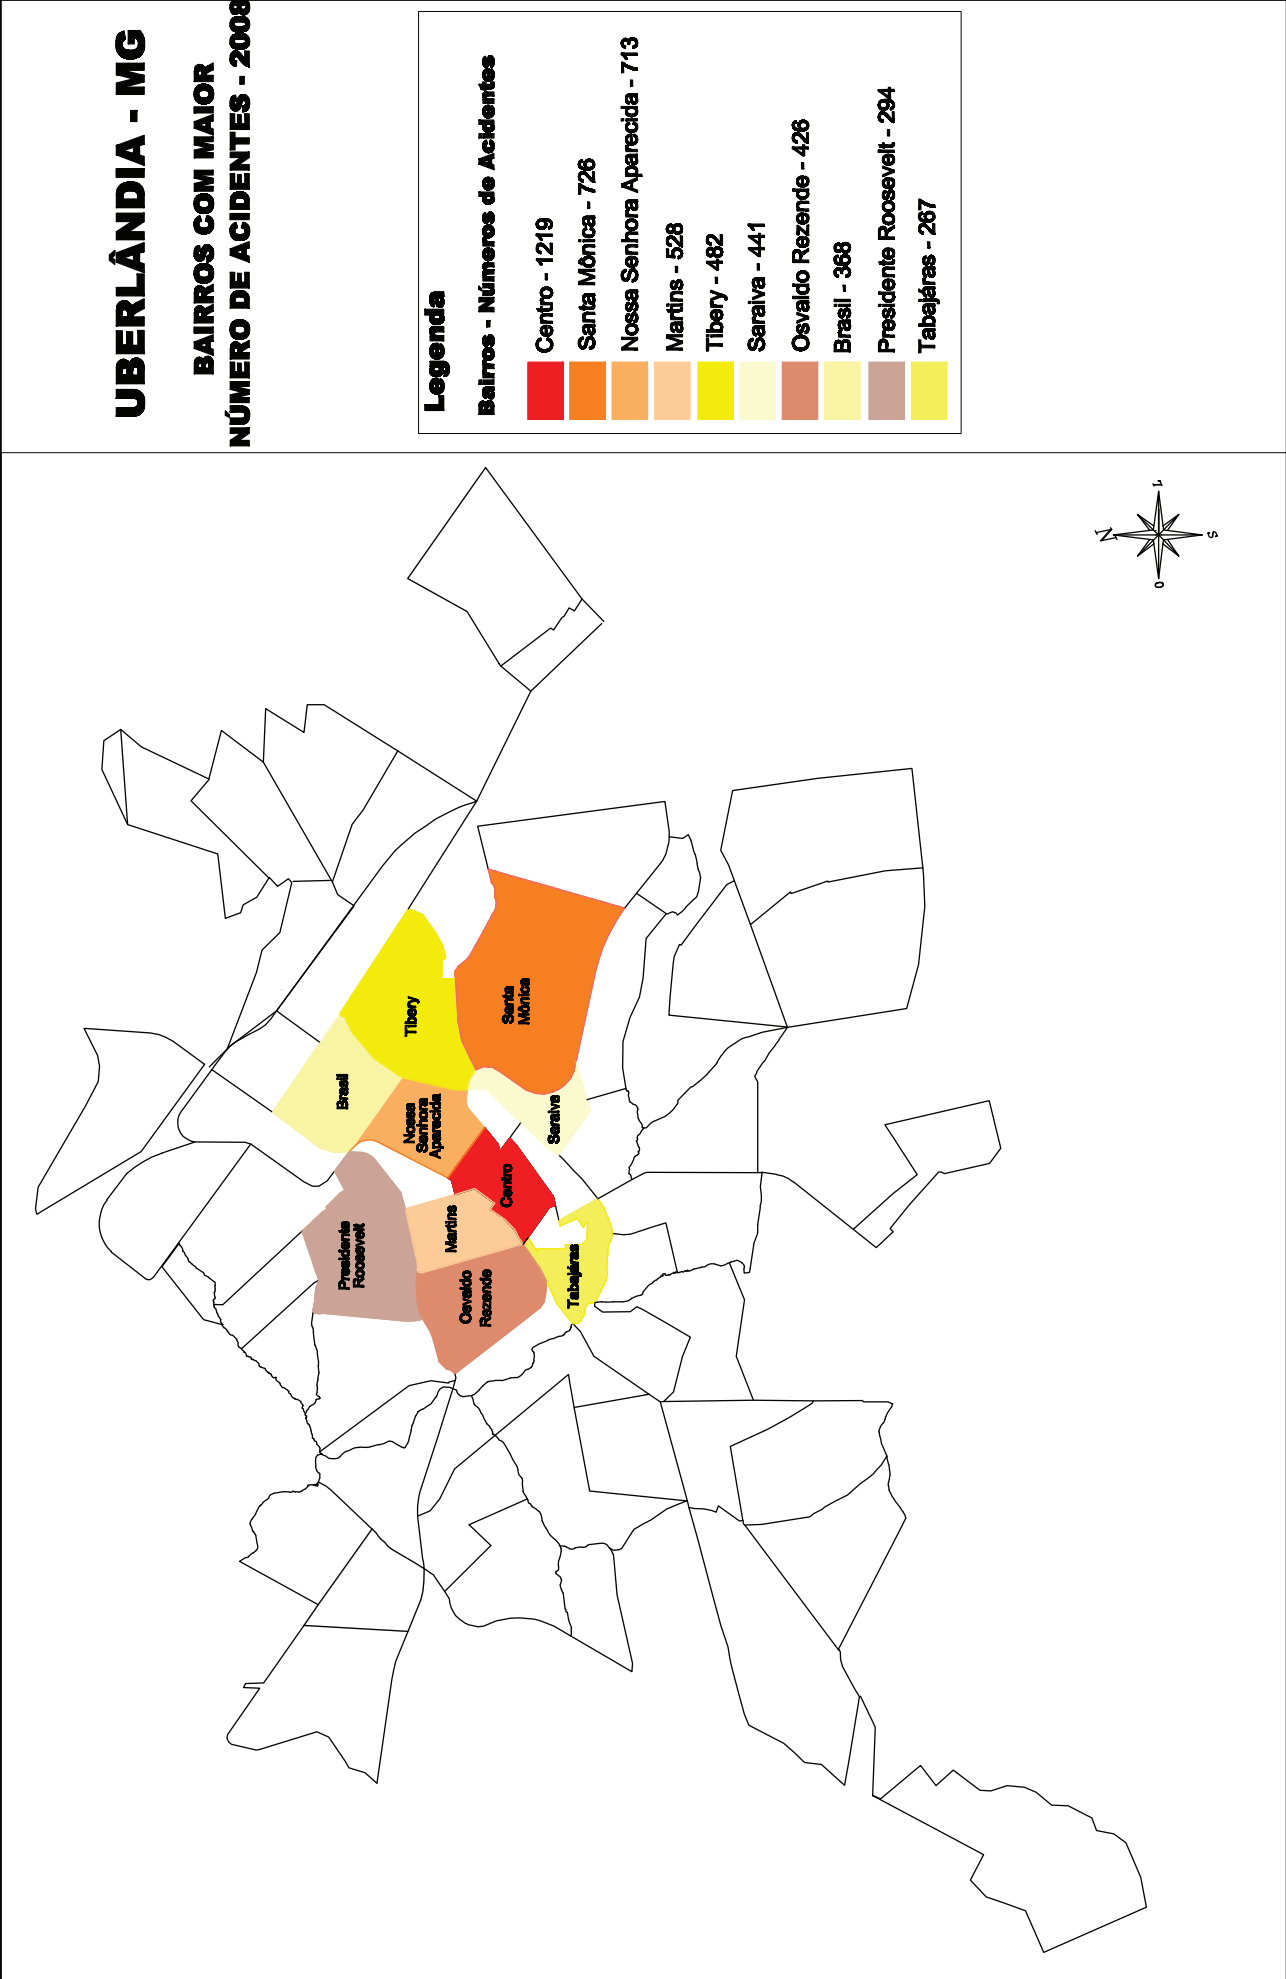 UBERLÂNDIA - MG
BAIRROS COM MAIOR
NÚMERO DE ACIDENTES - 2008
Legenda
Bairros - Números de Acidentes
Centro - 1219
Santa Mônica - 726
Nossa Senhora Aparecida - 713
Martins - 528
Tibery - 482
Saraiva - 441
Osvaldo Rezende - 426
Brasil - 368
Presidente Roosevelt - 294
Tabajáras - 267
Presidente
Roosevelt
Brasil
Tibery
Nossa
Senhora
Aparecida
Martins
Osvaldo
Rezende
Centro
Santa
Mônica
Saraiva
Tabajáras
N
L
S
O